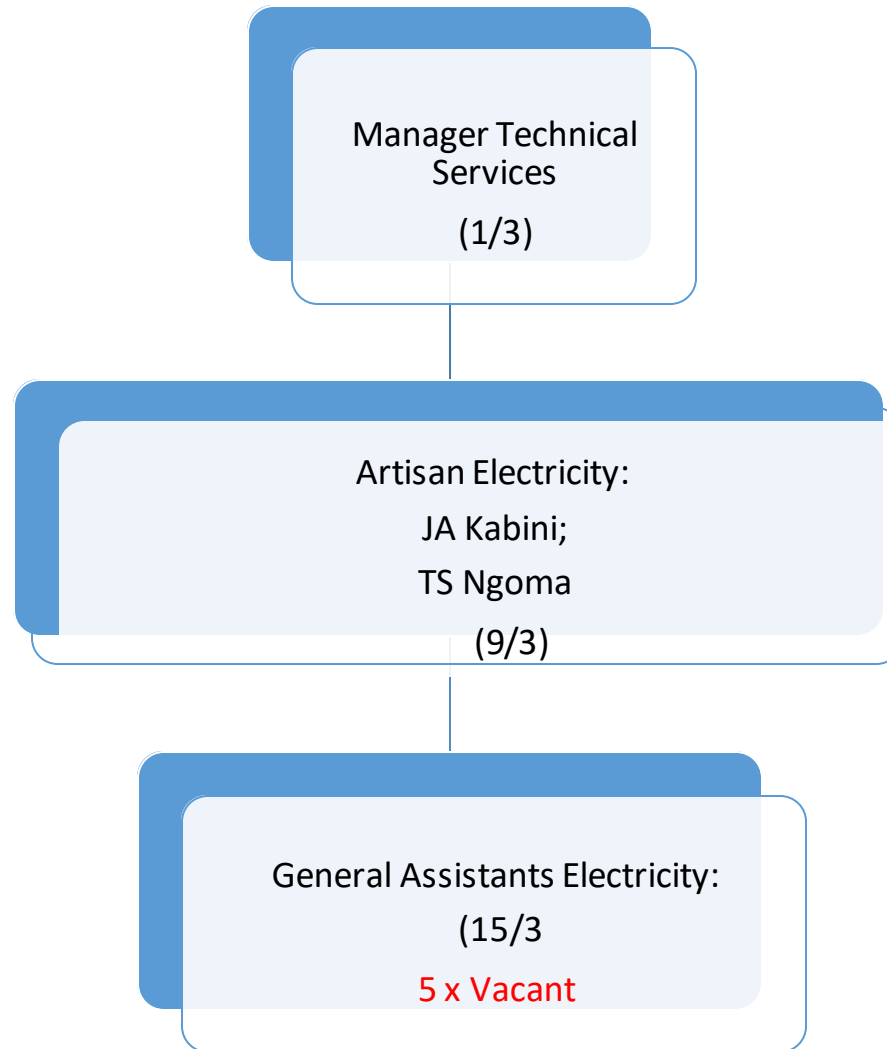 Manager Technical
Services
(1/3)
Artisan Electricity:
JA Kabini;
TS Ngoma
(9/3)
General Assistants Electricity:
(15/3
5 x Vacant